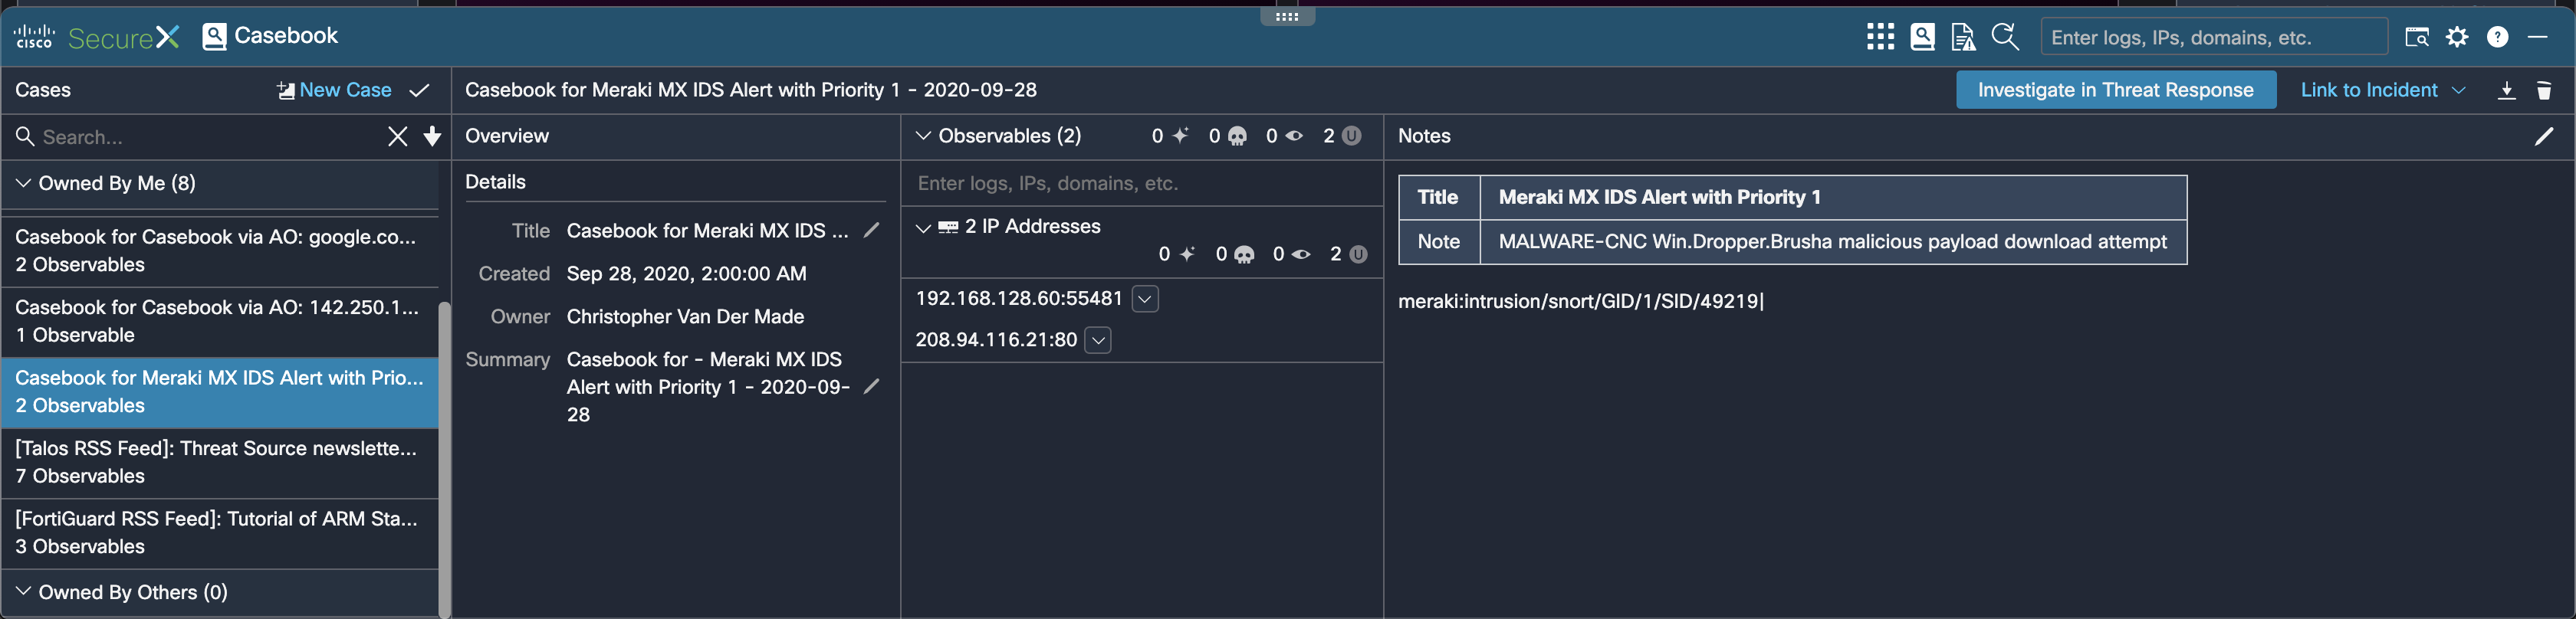 cisco SecureX Casebook
Enter logs, IPs, domains, etc.
Cases
New Case
Casebook for Meraki MX IDS Alert with Priority 1 - 2020-09-28
Investigate in Threat Response
Link to Incident
Search...
Owned By Me (8)
Casebook for Casebook via AO: google.co...
2 Observables
Casebook for Casebook via AO: 142.250.1...
1 Observable
Casebook for Meraki MX IDS Alert with Prio...
2 Observables
[Talos RSS Feed]: Threat Source newslette...
7 Observables
[FortiGuard RSS Feed]: Tutorial of ARM Sta...
3 Observables
Owned By Others (0)
Overview
Details
Title Casebook for Meraki MX IDS ...
Created Sep 28, 2020, 2:00:00 AM
Owner Christopher Van Der Made
Summary Casebook for - Meraki MX IDS
Alert with Priority 1 - 2020-09-
28
Observables (2) 0 0 0 2 U
Enter logs, IPs, domains, etc.
2 IP Addresses
0 0 0 2 U
192.168.128.60:55481
208.94.116.21:80
Notes
Title Meraki MX IDS Alert with Priority 1
Note MALWARE-CNC Win.Dropper.Brusha malicious payload download attempt
meraki:intrusion/snort/GID/1/SID/49219|